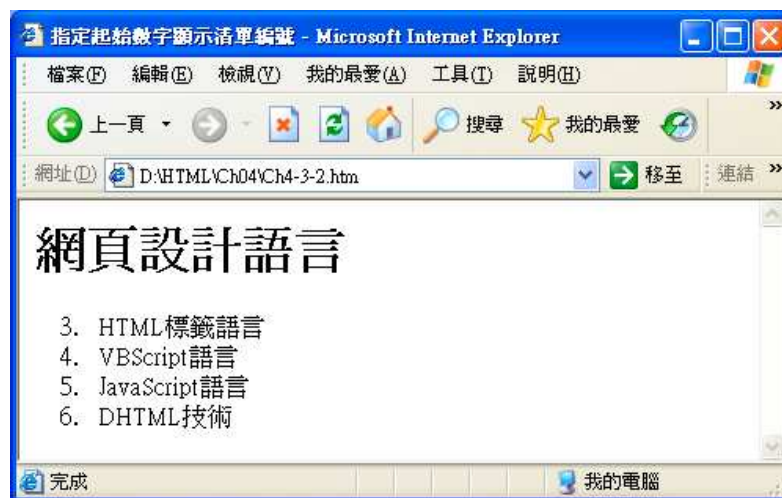 指定起始數字顯示清單編號 - Microsoft Internet Explorer
檔案(F) 編輯(E) 檢視(V) 我的最愛(A) 工具(T) 說明(H)
上一頁 搜尋 我的最愛 »
網址(D) D:\HTML\Ch04\Ch4-3-2.htm 移至 連結 »
網頁設計語言
3. HTML標籤語言
4. VBScript語言
5. JavaScript語言
6. DHTML技術
完成 我的電腦